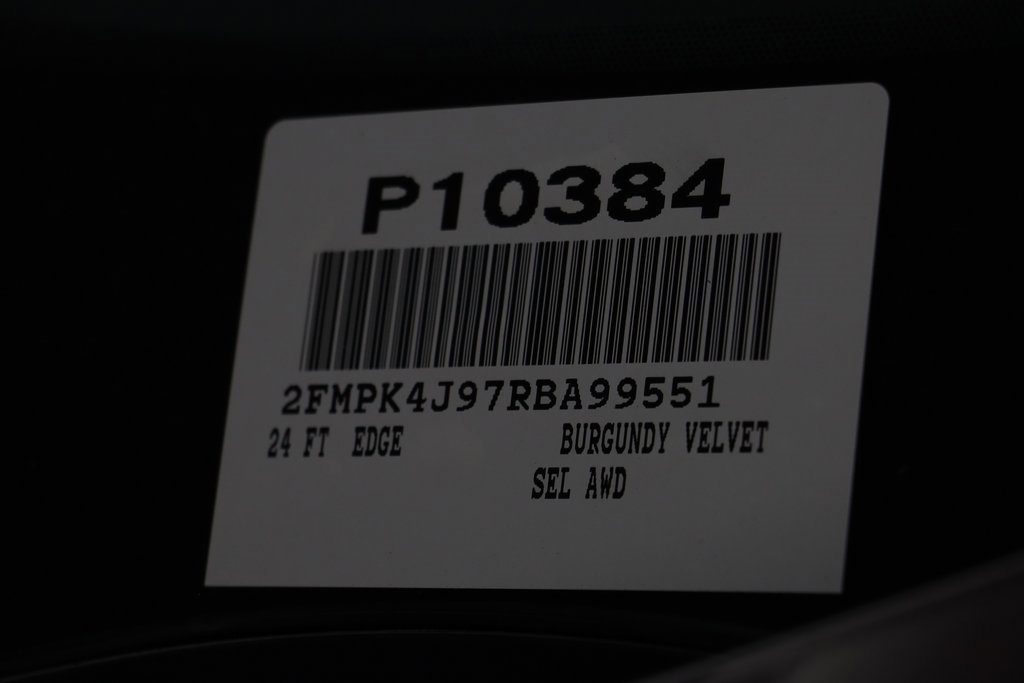 P10384
2FMPK4J97RBA99551
24 FT EDGE BURGUNDY VELVET
SEL AWD